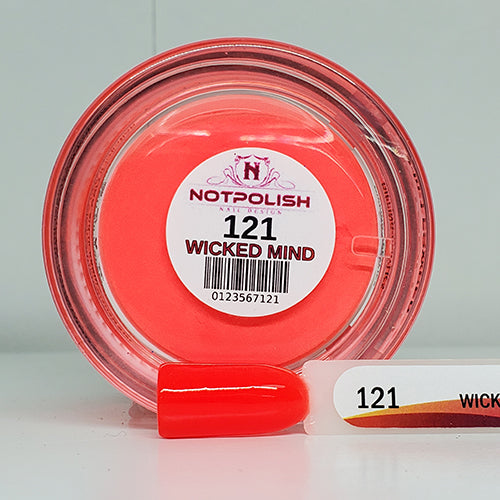 N
NOTPOLISH
NAIL DESIGN
121
WICKED MIND
0123567121
121 WICK